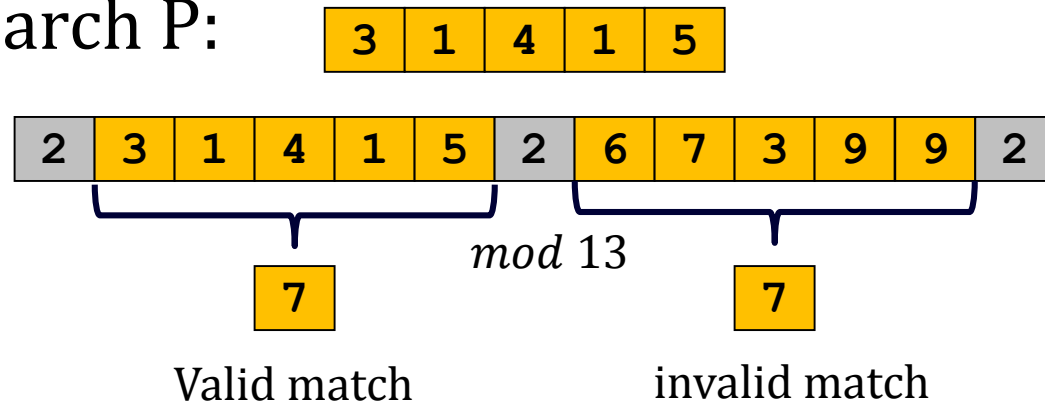 arch P: 3 1 4 1 5
2 3 1 4 1 5 2 6 7 3 9 9 2
mod 13
7 7
Valid match invalid match